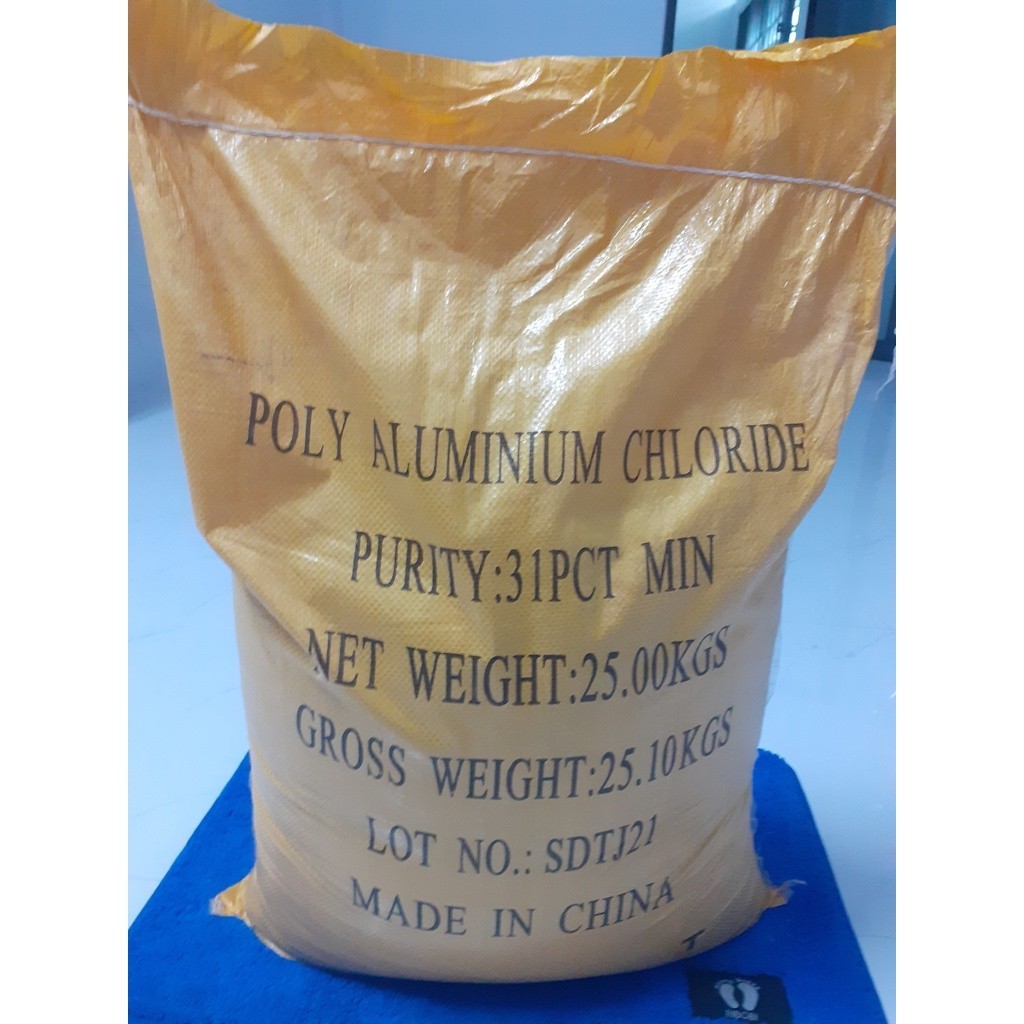 POLY ALUMINIUM CHLORIDE
PURITY:31PCT MIN
NET WEIGHT:25.00KGS
GROSS WEIGHT:25.10KGS
LOT NO.: SDTJ21
MADE IN CHINA
T